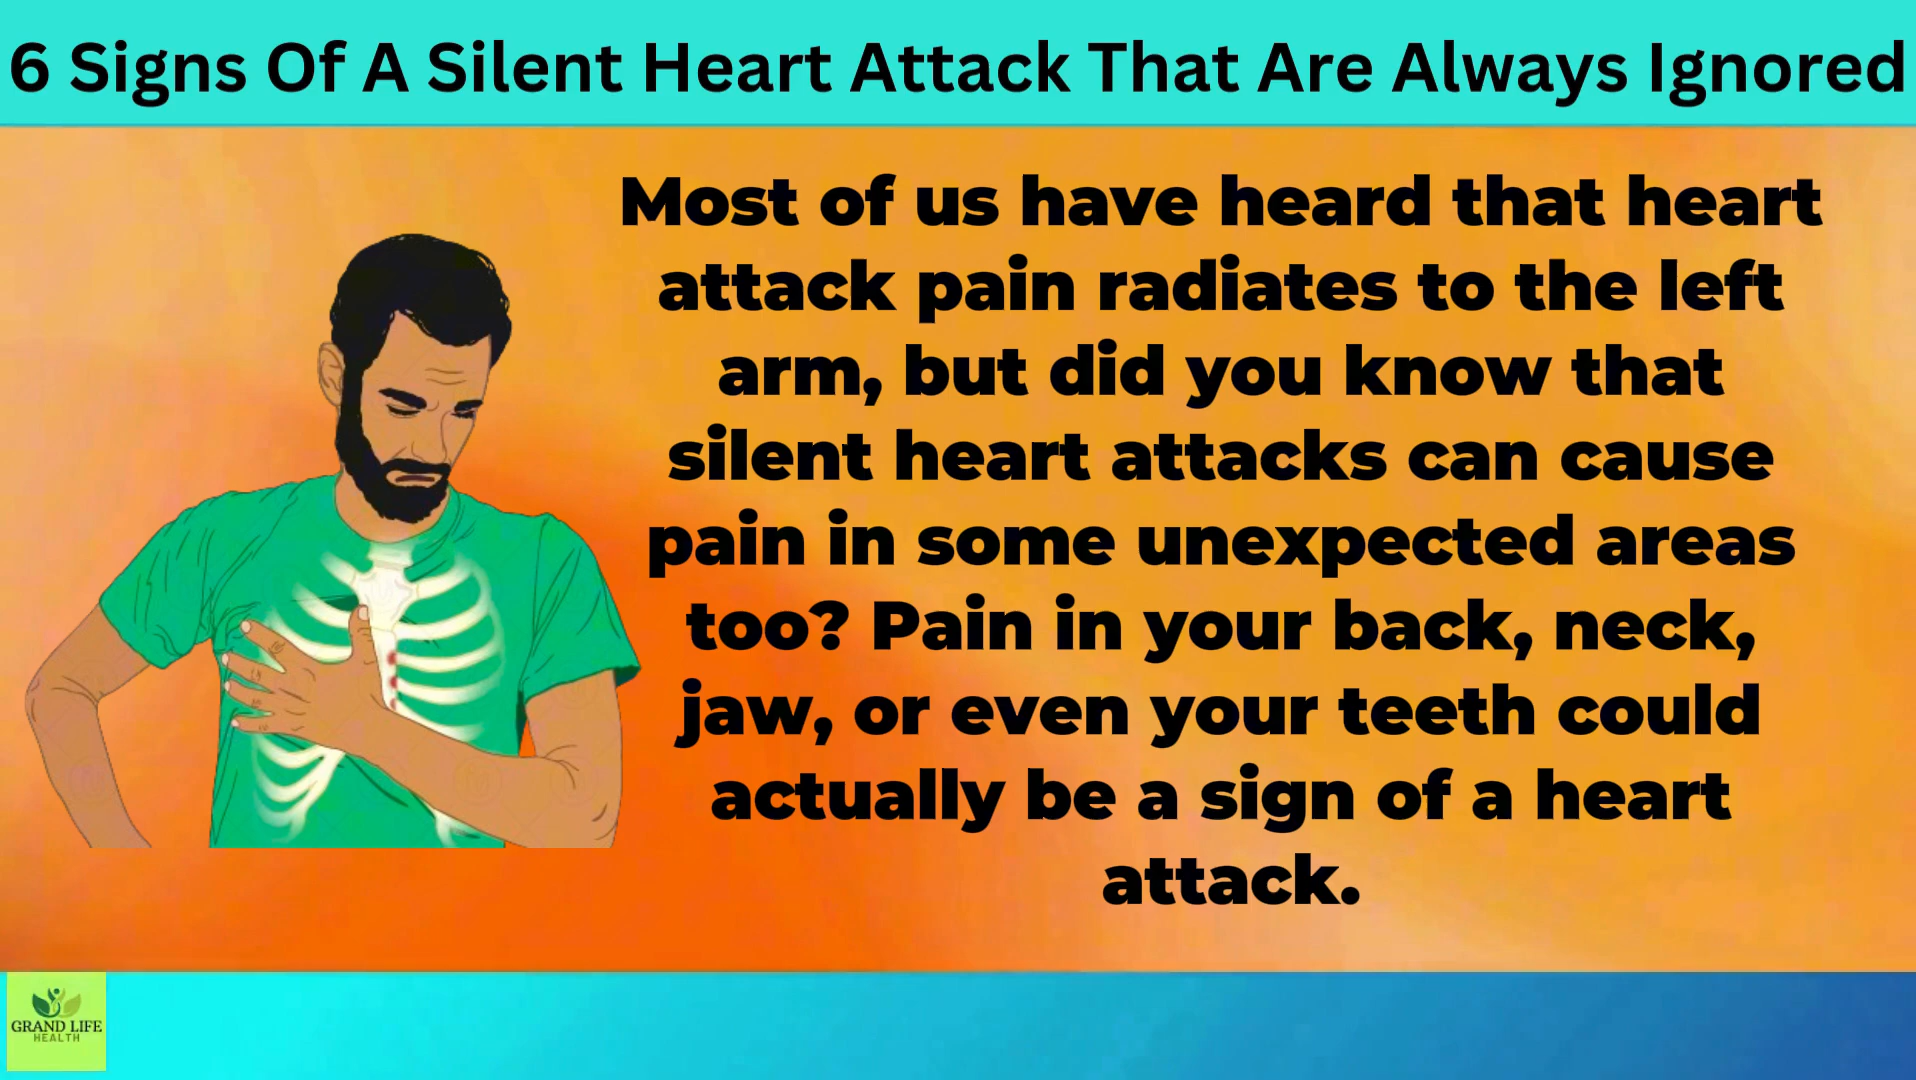 6 Signs Of A Silent Heart Attack That Are Always Ignored
Most of us have heard that heart
attack pain radiates to the left
arm, but did you know that
silent heart attacks can cause
pain in some unexpected areas
too? Pain in your back, neck,
jaw, or even your teeth could
actually be a sign of a heart
attack.
GRAND LIFE
HEALTH